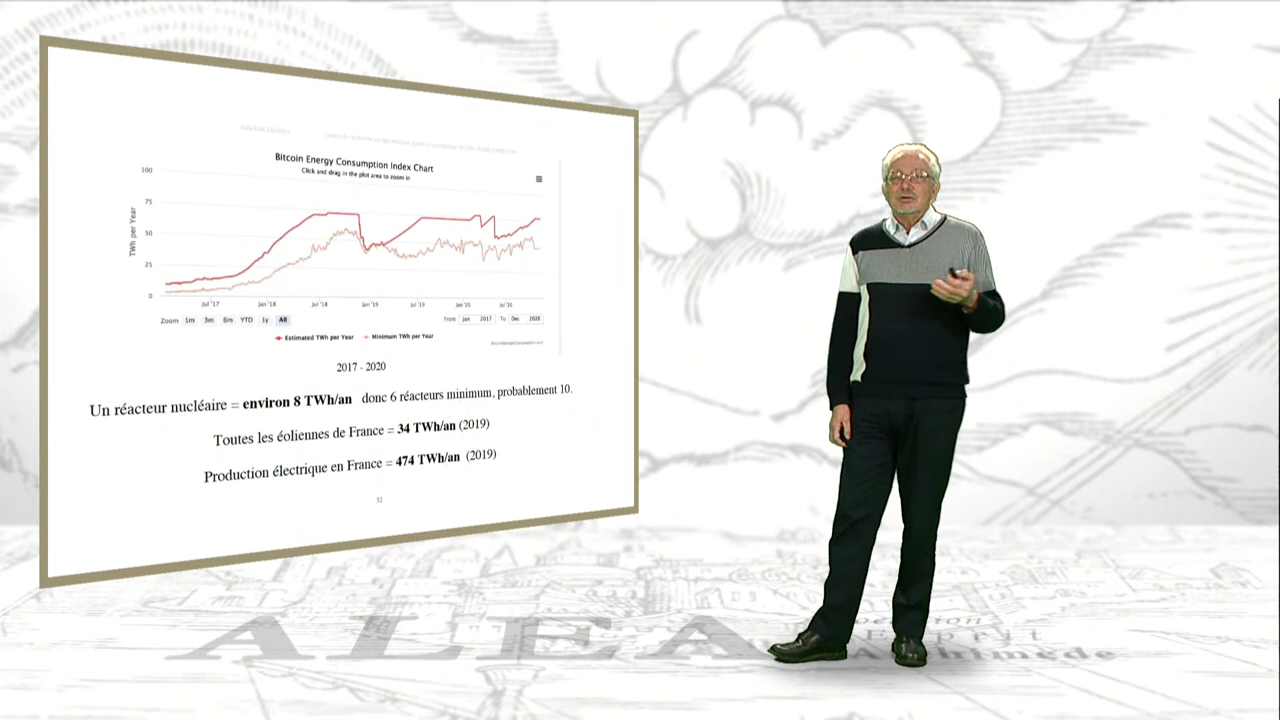 Bitcoin Energy Consumption Index Chart
Click and drag in the plot area to zoom in
100
75
50
25
0
TWh per Year
Jul '17
Jan '18
Jul '18
Jan '19
Jul '19
Jan '20
Jul '20
Zoom 1m 3m 6m YTD 1y All
From Jan 2017 To Dec 2020
Estimated TWh per Year Minimum TWh per Year
2017 - 2020
Un réacteur nucléaire = environ 8 TWh/an donc 6 réacteurs minimum, probablement 10.
Toutes les éoliennes de France = 34 TWh/an (2019)
Production électrique en France = 474 TWh/an (2019)
32
ALEA
Esprit